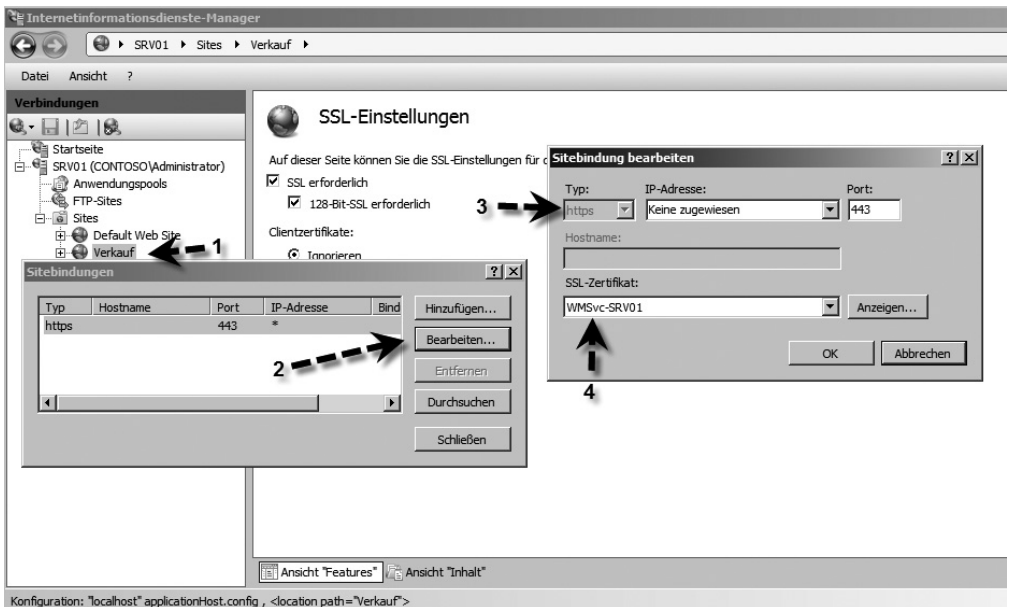 Internetinformationsdienste-Manager
SRV01 Sites Verkauf
Datei Ansicht ?
Verbindungen
Startseite
SRV01 (CONTOSO\Administrator)
Anwendungspools
FTP-Sites
Sites
Default Web Site
Verkauf
1
SSL-Einstellungen
Auf dieser Seite können Sie die SSL-Einstellungen für
SSL erforderlich
128-Bit-SSL erforderlich
Clientzertifikate:
Ignorieren
Sitebindungen
Typ Hostname Port IP-Adresse Bind
https 443 *
Hinzufügen...
Bearbeiten...
2
Entfernen
Durchsuchen
Schließen
Sitebindung bearbeiten
Typ: IP-Adresse: Port:
3
https Keine zugewiesen 443
Hostname:
SSL-Zertifikat:
WMSvc-SRV01 Anzeigen...
4
OK Abbrechen
Ansicht "Features" Ansicht "Inhalt"
Konfiguration: "localhost" applicationHost.config , <location path="Verkauf">